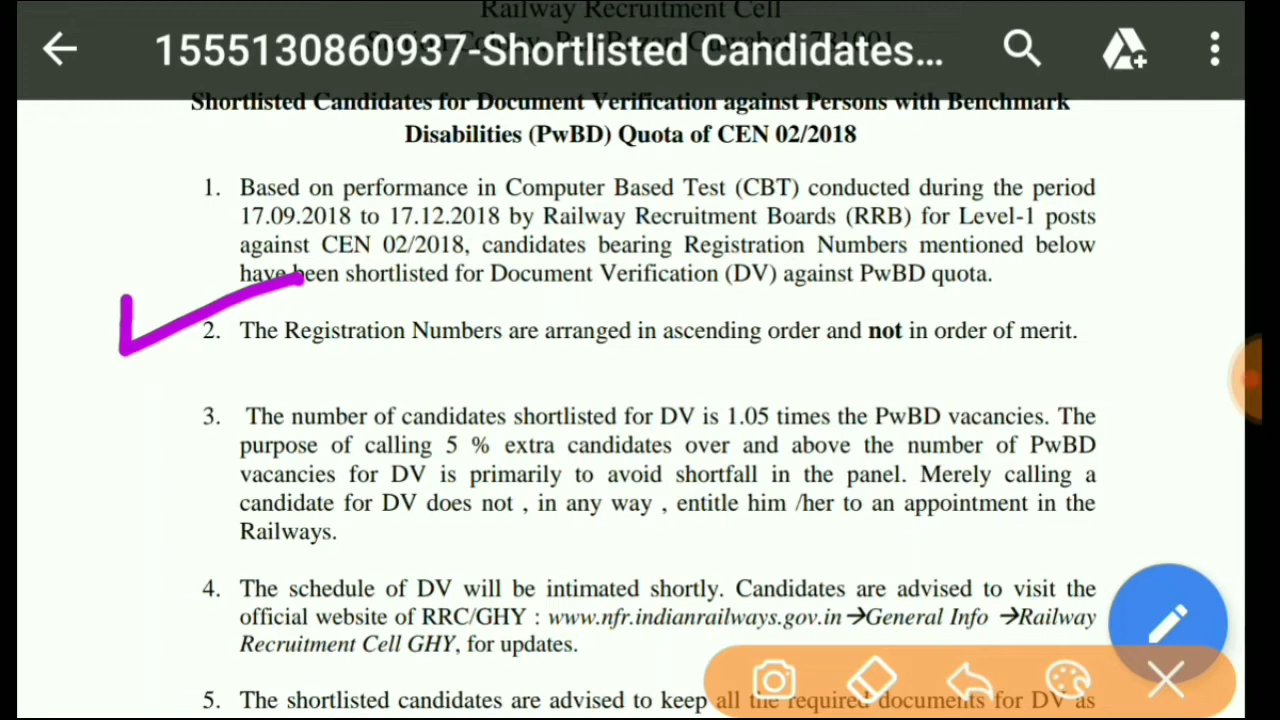 Railway Recruitment Cell
1555130860937-Shortlisted Candidates...
Shortlisted Candidates for Document Verification against Persons with Benchmark
Disabilities (PwBD) Quota of CEN 02/2018
1. Based on performance in Computer Based Test (CBT) conducted during the period
17.09.2018 to 17.12.2018 by Railway Recruitment Boards (RRB) for Level-1 posts
against CEN 02/2018, candidates bearing Registration Numbers mentioned below
have been shortlisted for Document Verification (DV) against PwBD quota.
2. The Registration Numbers are arranged in ascending order and not in order of merit.
3. The number of candidates shortlisted for DV is 1.05 times the PwBD vacancies. The
purpose of calling 5 % extra candidates over and above the number of PwBD
vacancies for DV is primarily to avoid shortfall in the panel. Merely calling a
candidate for DV does not , in any way , entitle him /her to an appointment in the
Railways.
4. The schedule of DV will be intimated shortly. Candidates are advised to visit the
official website of RRC/GHY : www.nfr.indianrailways.gov.in→General Info →Railway
Recruitment Cell GHY, for updates.
5. The shortlisted candidates are advised to keep all the required documents for DV as